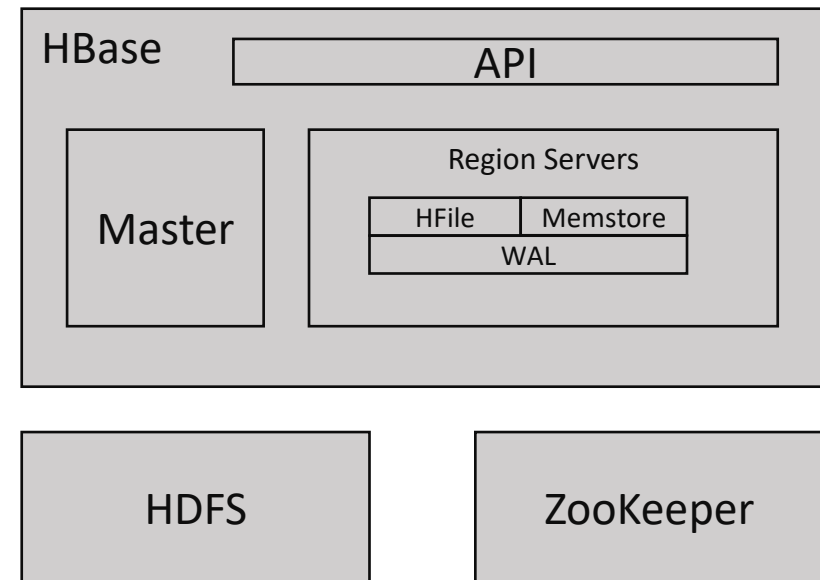 HBase
API
Master
Region Servers
HFile
Memstore
WAL
HDFS
ZooKeeper